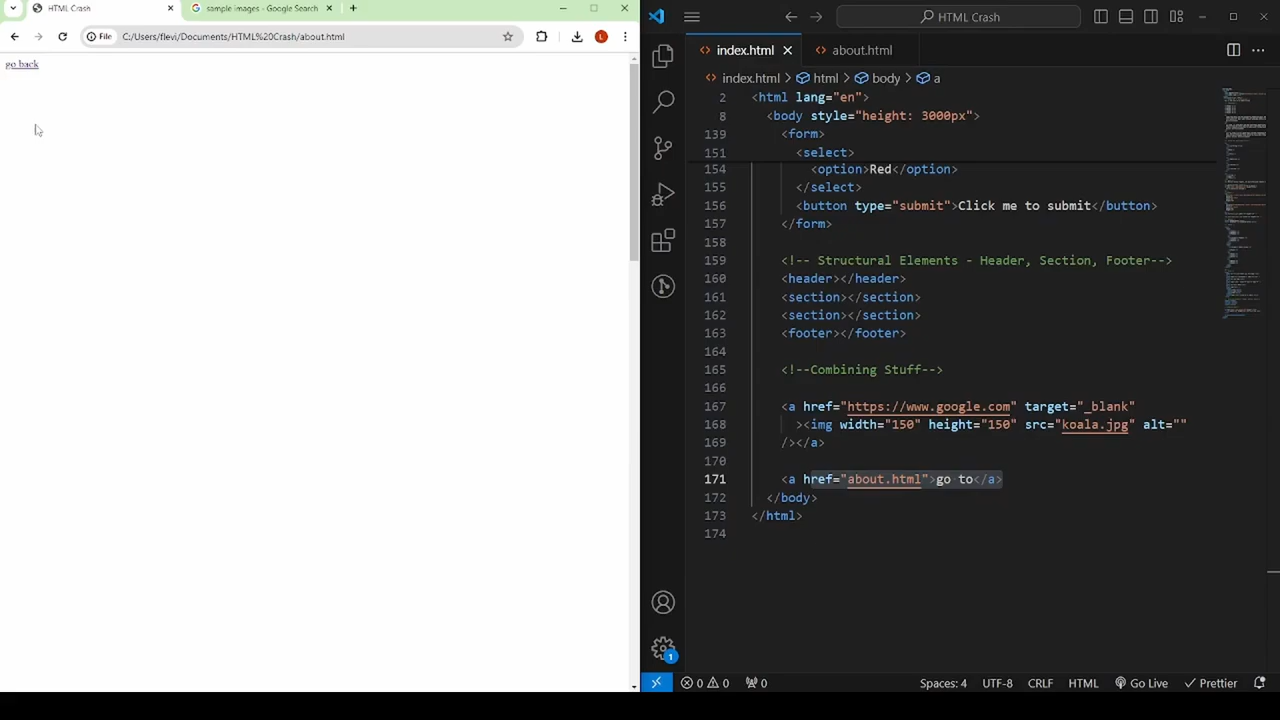 HTML Crash
sample images - Google Search
File
C:/Users/flevi/Documents/HTML%20Crash/about.html
L
go back
HTML Crash
index.html
about.html
index.html
html
body
a
2 <html lang="en">
8 <body style="height: 3000px">
139 <form>
151 <select>
154 <option>Red</option>
155 </select>
156 <button type="submit">Click me to submit</button>
157 </form>
158
159 <!-- Structural Elements - Header, Section, Footer-->
160 <header></header>
161 <section></section>
162 <section></section>
163 <footer></footer>
164
165 <!--Combining Stuff-->
166
167 <a href="https://www.google.com" target="_blank"
168 ><img width="150" height="150" src="koala.jpg" alt=""
169 /></a>
170
171 <a href="about.html">go to</a>
172 </body>
173 </html>
174
1
0 0 0 Spaces: 4 UTF-8 CRLF HTML Go Live Prettier